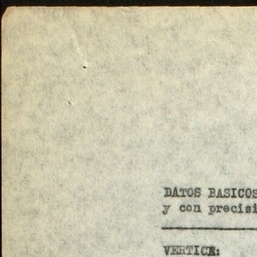 DATOS BASICOS
y con precisi
VERTICE: